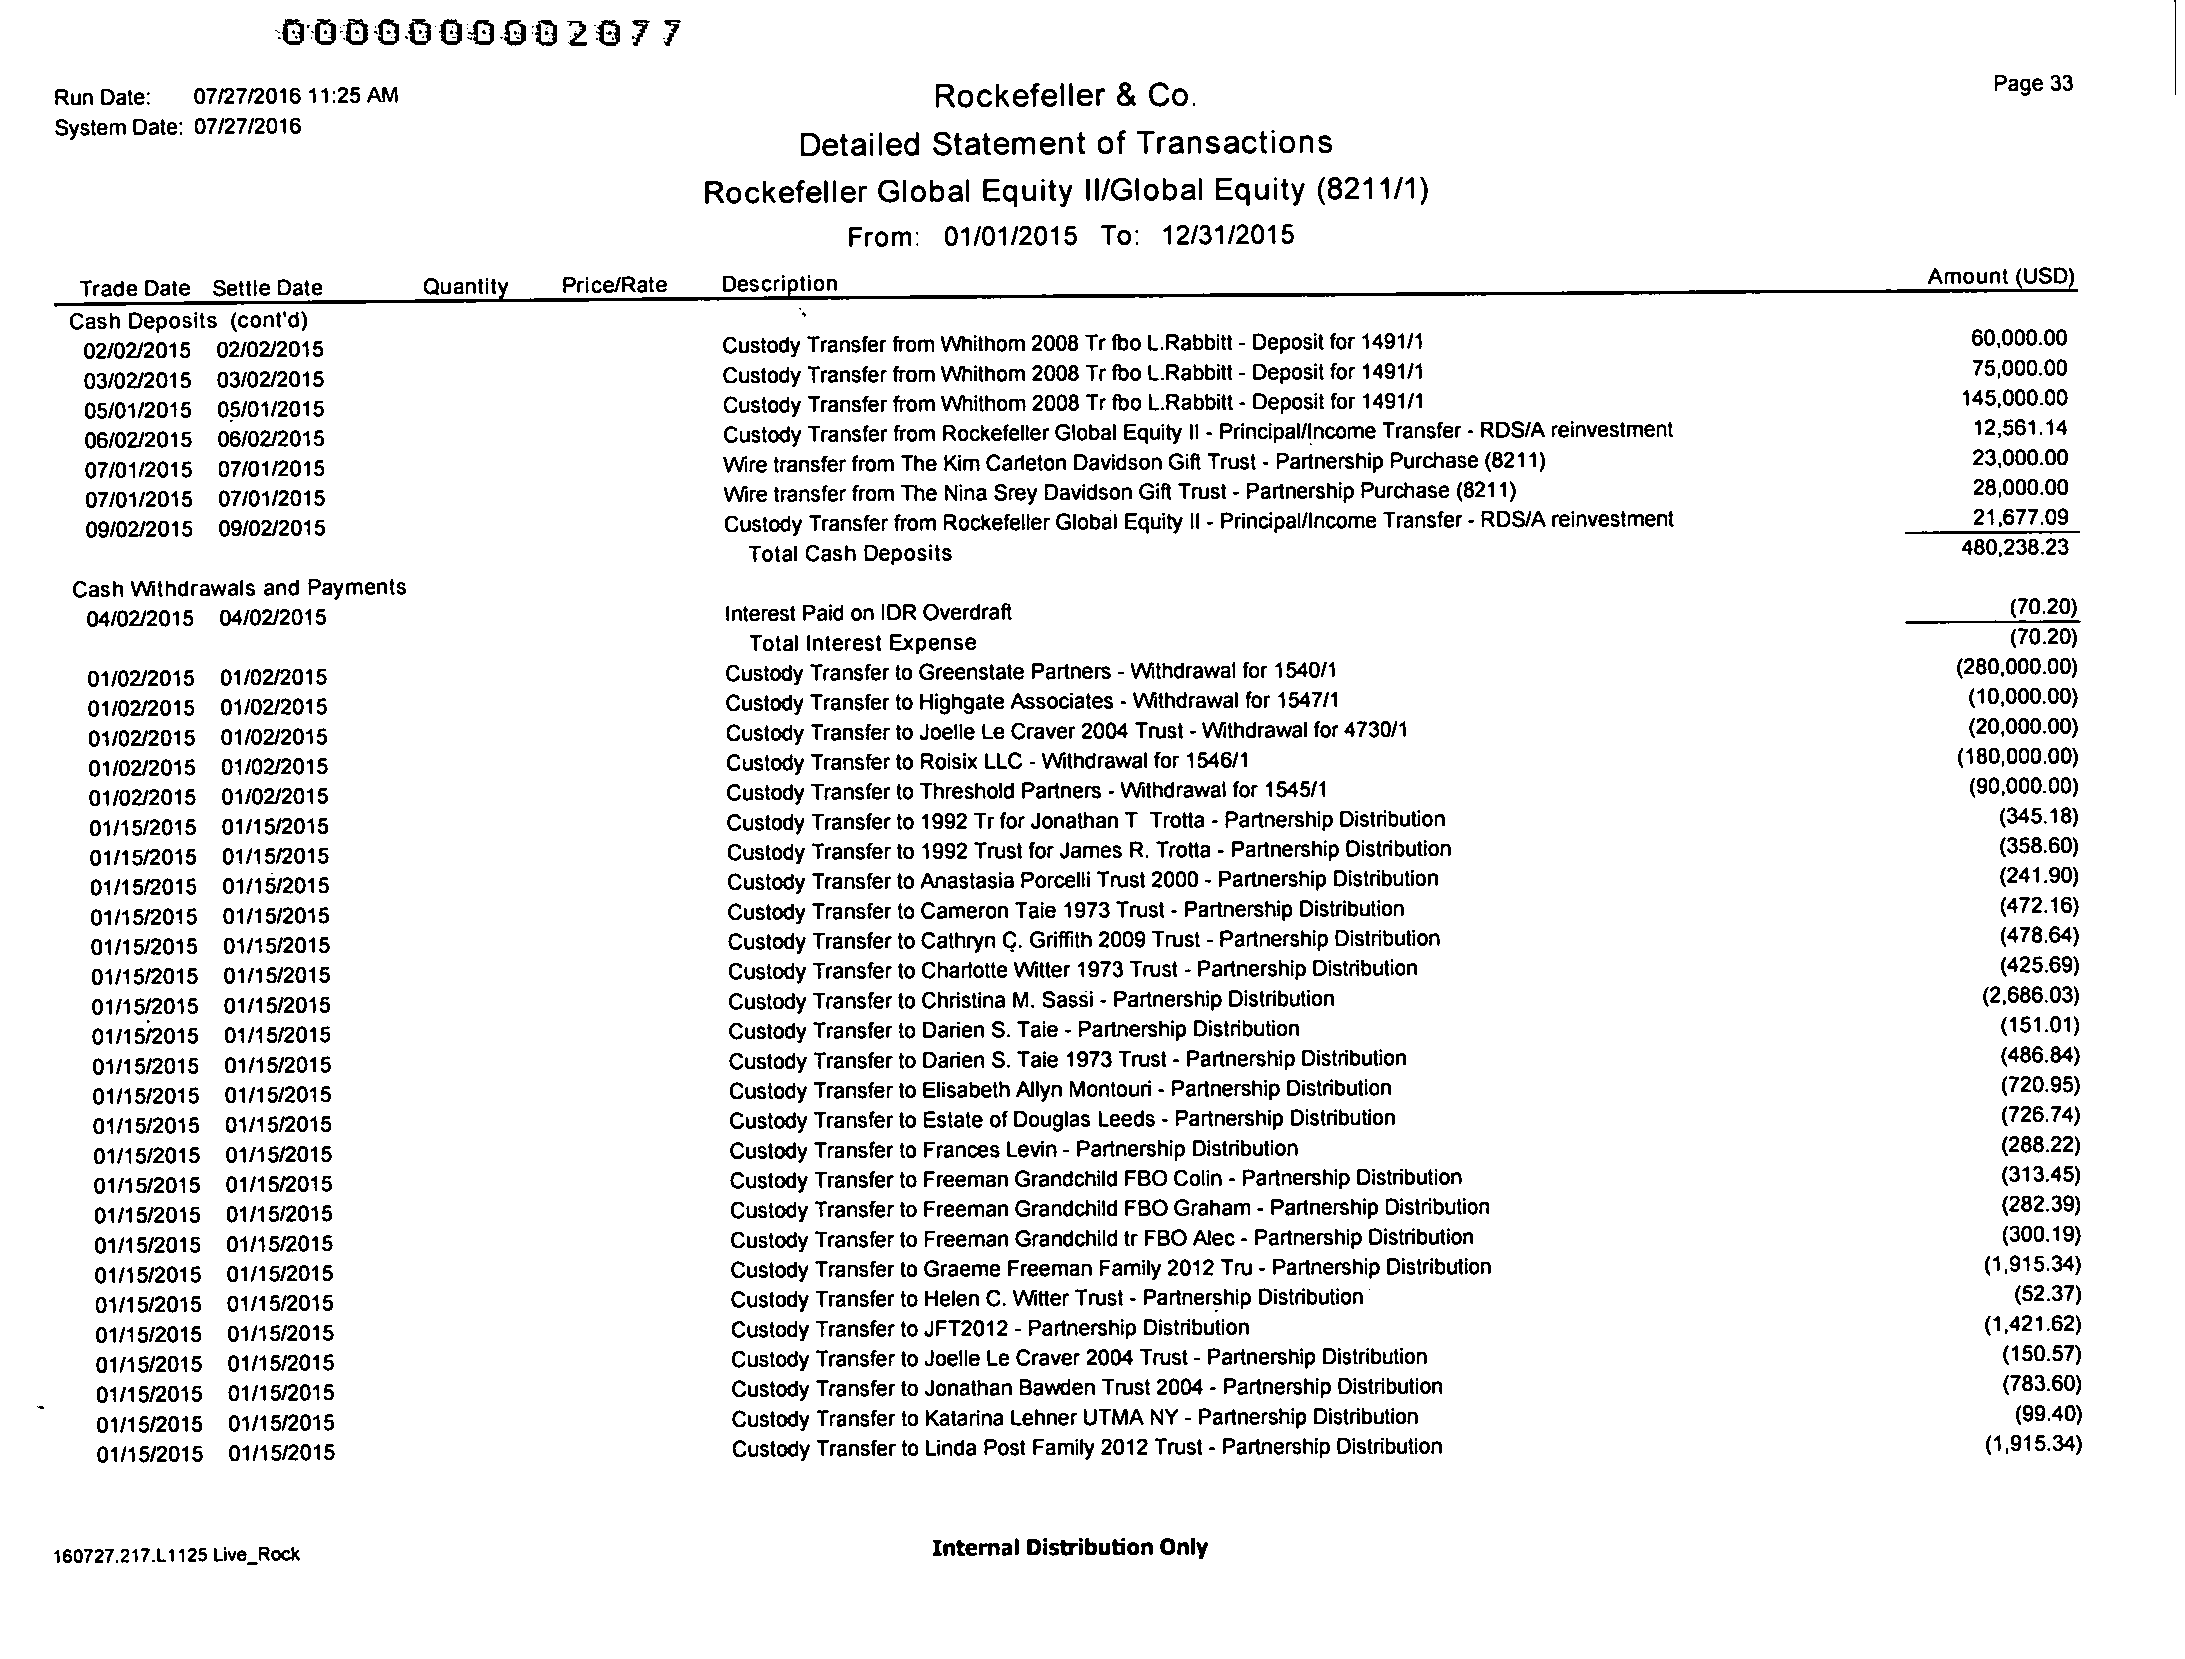 0000000002077
Run Date: 07/27/2016 11:25 AM
System Date: 07/27/2016
Rockefeller & Co.
Page 33
Detailed Statement of Transactions
Rockefeller Global Equity II/Global Equity (8211/1)
From: 01/01/2015 To: 12/31/2015
Trade Date Settle Date Quantity Price/Rate Description Amount (USD)
Cash Deposits (cont'd)
02/02/2015 02/02/2015 Custody Transfer from Whithom 2008 Tr fbo L.Rabbitt - Deposit for 1491/1 60,000.00
03/02/2015 03/02/2015 Custody Transfer from Whithom 2008 Tr fbo L.Rabbitt - Deposit for 1491/1 75,000.00
05/01/2015 05/01/2015 Custody Transfer from Whithom 2008 Tr fbo L.Rabbitt - Deposit for 1491/1 145,000.00
06/02/2015 06/02/2015 Custody Transfer from Rockefeller Global Equity II - Principal/Income Transfer - RDS/A reinvestment 12,561.14
07/01/2015 07/01/2015 Wire transfer from The Kim Carleton Davidson Gift Trust - Partnership Purchase (8211) 23,000.00
07/01/2015 07/01/2015 Wire transfer from The Nina Srey Davidson Gift Trust - Partnership Purchase (8211) 28,000.00
09/02/2015 09/02/2015 Custody Transfer from Rockefeller Global Equity II - Principal/Income Transfer - RDS/A reinvestment 21,677.09
Total Cash Deposits 480,238.23
Cash Withdrawals and Payments
04/02/2015 04/02/2015 Interest Paid on IDR Overdraft (70.20)
Total Interest Expense (70.20)
01/02/2015 01/02/2015 Custody Transfer to Greenstate Partners - Withdrawal for 1540/1 (280,000.00)
01/02/2015 01/02/2015 Custody Transfer to Highgate Associates - Withdrawal for 1547/1 (10,000.00)
01/02/2015 01/02/2015 Custody Transfer to Joelle Le Craver 2004 Trust - Withdrawal for 4730/1 (20,000.00)
01/02/2015 01/02/2015 Custody Transfer to Roisix LLC - Withdrawal for 1546/1 (180,000.00)
01/02/2015 01/02/2015 Custody Transfer to Threshold Partners - Withdrawal for 1545/1 (90,000.00)
01/15/2015 01/15/2015 Custody Transfer to 1992 Tr for Jonathan T Trotta - Partnership Distribution (345.18)
01/15/2015 01/15/2015 Custody Transfer to 1992 Trust for James R. Trotta - Partnership Distribution (358.60)
01/15/2015 01/15/2015 Custody Transfer to Anastasia Porcelli Trust 2000 - Partnership Distribution (241.90)
01/15/2015 01/15/2015 Custody Transfer to Cameron Taie 1973 Trust - Partnership Distribution (472.16)
01/15/2015 01/15/2015 Custody Transfer to Cathryn C. Griffith 2009 Trust - Partnership Distribution (478.64)
01/15/2015 01/15/2015 Custody Transfer to Charlotte Witter 1973 Trust - Partnership Distribution (425.69)
01/15/2015 01/15/2015 Custody Transfer to Christina M. Sassi - Partnership Distribution (2,686.03)
01/15/2015 01/15/2015 Custody Transfer to Darien S. Taie - Partnership Distribution (151.01)
01/15/2015 01/15/2015 Custody Transfer to Darien S. Taie 1973 Trust - Partnership Distribution (486.84)
01/15/2015 01/15/2015 Custody Transfer to Elisabeth Allyn Montouri - Partnership Distribution (720.95)
01/15/2015 01/15/2015 Custody Transfer to Estate of Douglas Leeds - Partnership Distribution (726.74)
01/15/2015 01/15/2015 Custody Transfer to Frances Levin - Partnership Distribution (288.22)
01/15/2015 01/15/2015 Custody Transfer to Freeman Grandchild FBO Colin - Partnership Distribution (313.45)
01/15/2015 01/15/2015 Custody Transfer to Freeman Grandchild FBO Graham - Partnership Distribution (282.39)
01/15/2015 01/15/2015 Custody Transfer to Freeman Grandchild tr FBO Alec - Partnership Distribution (300.19)
01/15/2015 01/15/2015 Custody Transfer to Graeme Freeman Family 2012 Tru - Partnership Distribution (1,915.34)
01/15/2015 01/15/2015 Custody Transfer to Helen C. Witter Trust - Partnership Distribution (52.37)
01/15/2015 01/15/2015 Custody Transfer to JFT2012 - Partnership Distribution (1,421.62)
01/15/2015 01/15/2015 Custody Transfer to Joelle Le Craver 2004 Trust - Partnership Distribution (150.57)
01/15/2015 01/15/2015 Custody Transfer to Jonathan Bawden Trust 2004 - Partnership Distribution (783.60)
01/15/2015 01/15/2015 Custody Transfer to Katarina Lehner UTMA NY - Partnership Distribution (99.40)
01/15/2015 01/15/2015 Custody Transfer to Linda Post Family 2012 Trust - Partnership Distribution (1,915.34)
160727.217.L1125 Live_Rock
Internal Distribution Only